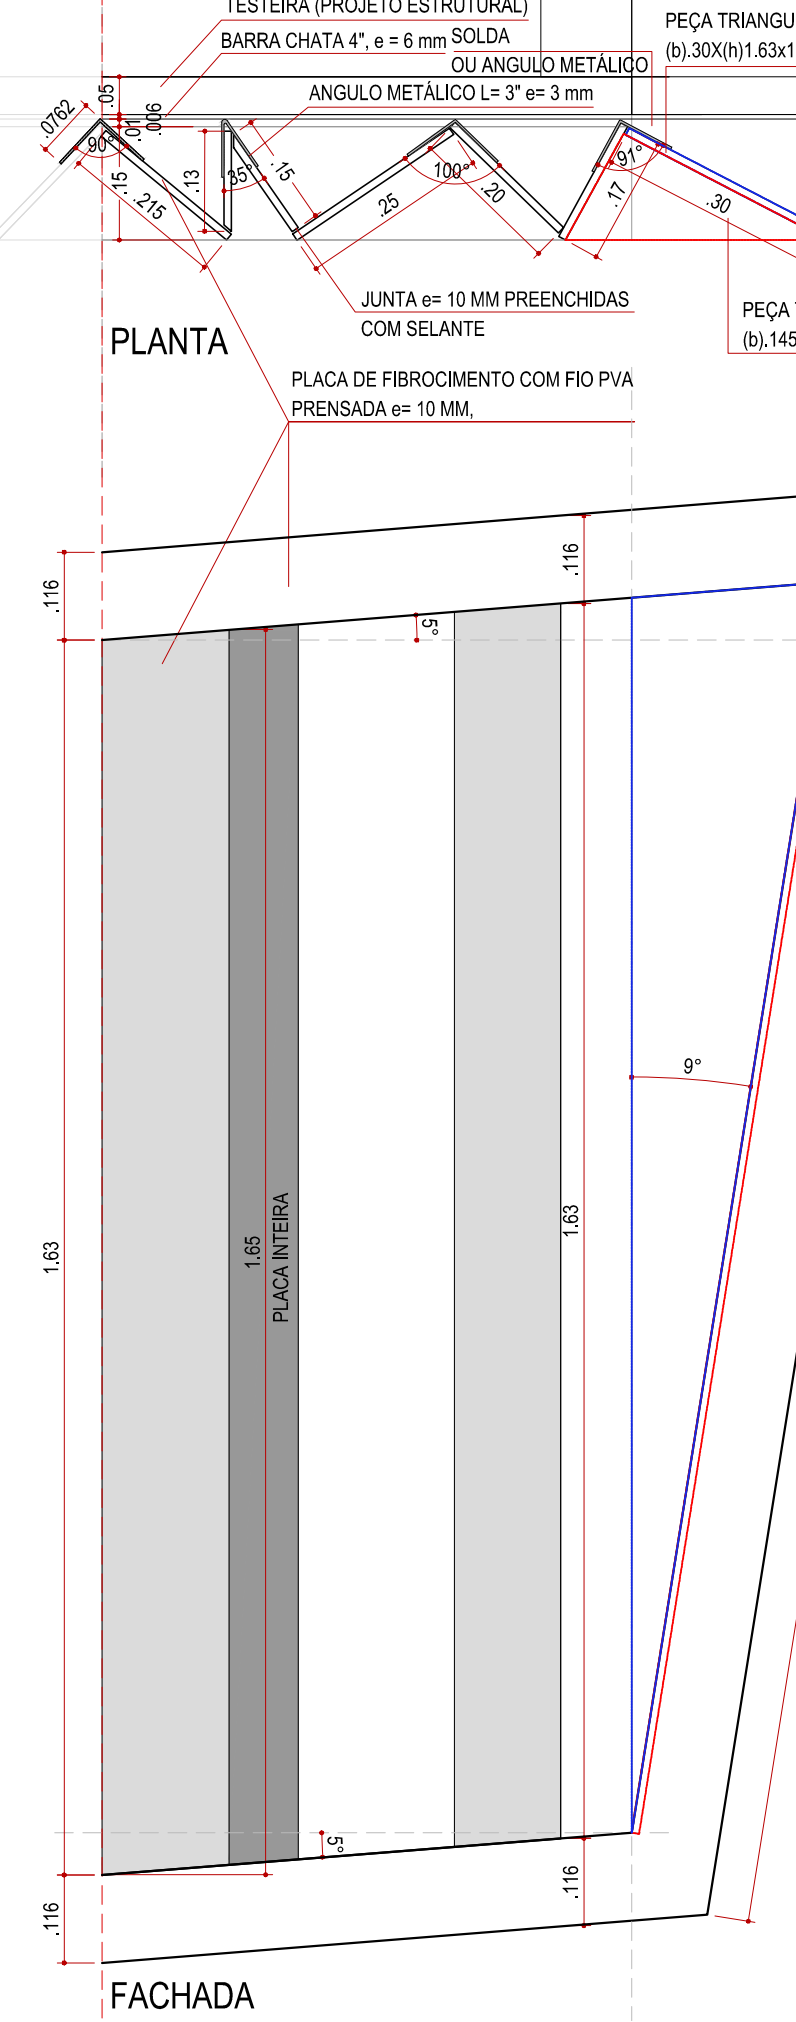 TESTEIRA (PROJETO ESTRUTURAL)
BARRA CHATA 4", e = 6 mm
SOLDA
OU ANGULO METÁLICO
PEÇA TRIANGU
(b).30X(h)1.63x1
ANGULO METÁLICO L= 3" e= 3 mm
.05
.006
.01
.0762
90°
.15
.215
.13
35°
.15
.25
100°
.20
91°
.17
.30
JUNTA e= 10 MM PREENCHIDAS
COM SELANTE
PEÇA
(b).145
PLANTA
PLACA DE FIBROCIMENTO COM FIO PVA
PRENSADA e= 10 MM,
.116
.116
5°
9°
1.63
1.65
PLACA INTEIRA
1.63
5°
.116
.116
FACHADA